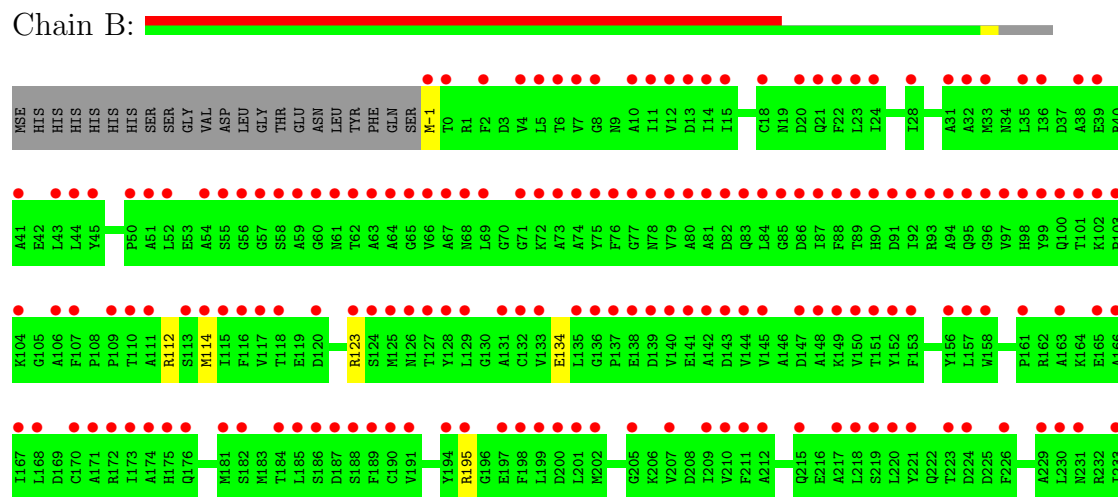 Chain B:
MSE HIS HIS HIS HIS HIS HIS SER SER GLY VAL ASP LEU GLY THR GLU ASN LEU TYR PHE GLN SER M-1 T0 R1 F2 D3 V4 L5 T6 V7 G8 N9 A10 I11 V12 D13 I14 I15 C18 N19 D20 Q21 F22 L23 I24 I28 A31 A32 M33 N34 L35 I36 D37 A38 E39 R40
A41 E42 L43 L44 Y45 P50 A51 L52 E53 A54 S55 G56 G57 S58 A59 G60 N61 T62 A63 A64 G65 V66 A67 N68 L69 G70 G71 K72 A73 A74 Y75 F76 G77 N78 V79 A80 A81 D82 Q83 L84 G85 D86 I87 F88 T89 H90 D91 I92 R93 A94 Q95 G96 V97 H98 Y99 Q100 T101 K102
K104 G105 A106 F107 P108 P109 T110 A111 R112 S113 M114 I115 F116 V117 T118 E119 D120 R123 S124 M125 N126 T127 Y128 L129 G130 A131 C132 V133 E134 L135 G136 P137 E138 D139 V140 E141 A142 D143 V144 V145 A146 D147 A148 K149 V150 T151 Y152 F153 Y156 L157 W158 P161 R162 A163 K164 E165
I167 L168 D169 C170 A171 R172 I173 A174 H175 Q176 M181 S182 M183 T184 L185 S186 D187 S188 F189 C190 V191 Y194 R195 G196 E197 F198 L199 D200 L201 M202 G205 K206 V207 D208 I209 V210 F211 A212 Q215 E216 A217 L218 S219 L220 Y221 Q222 T223 D224 D225 F226 A229 L230 N231 R232